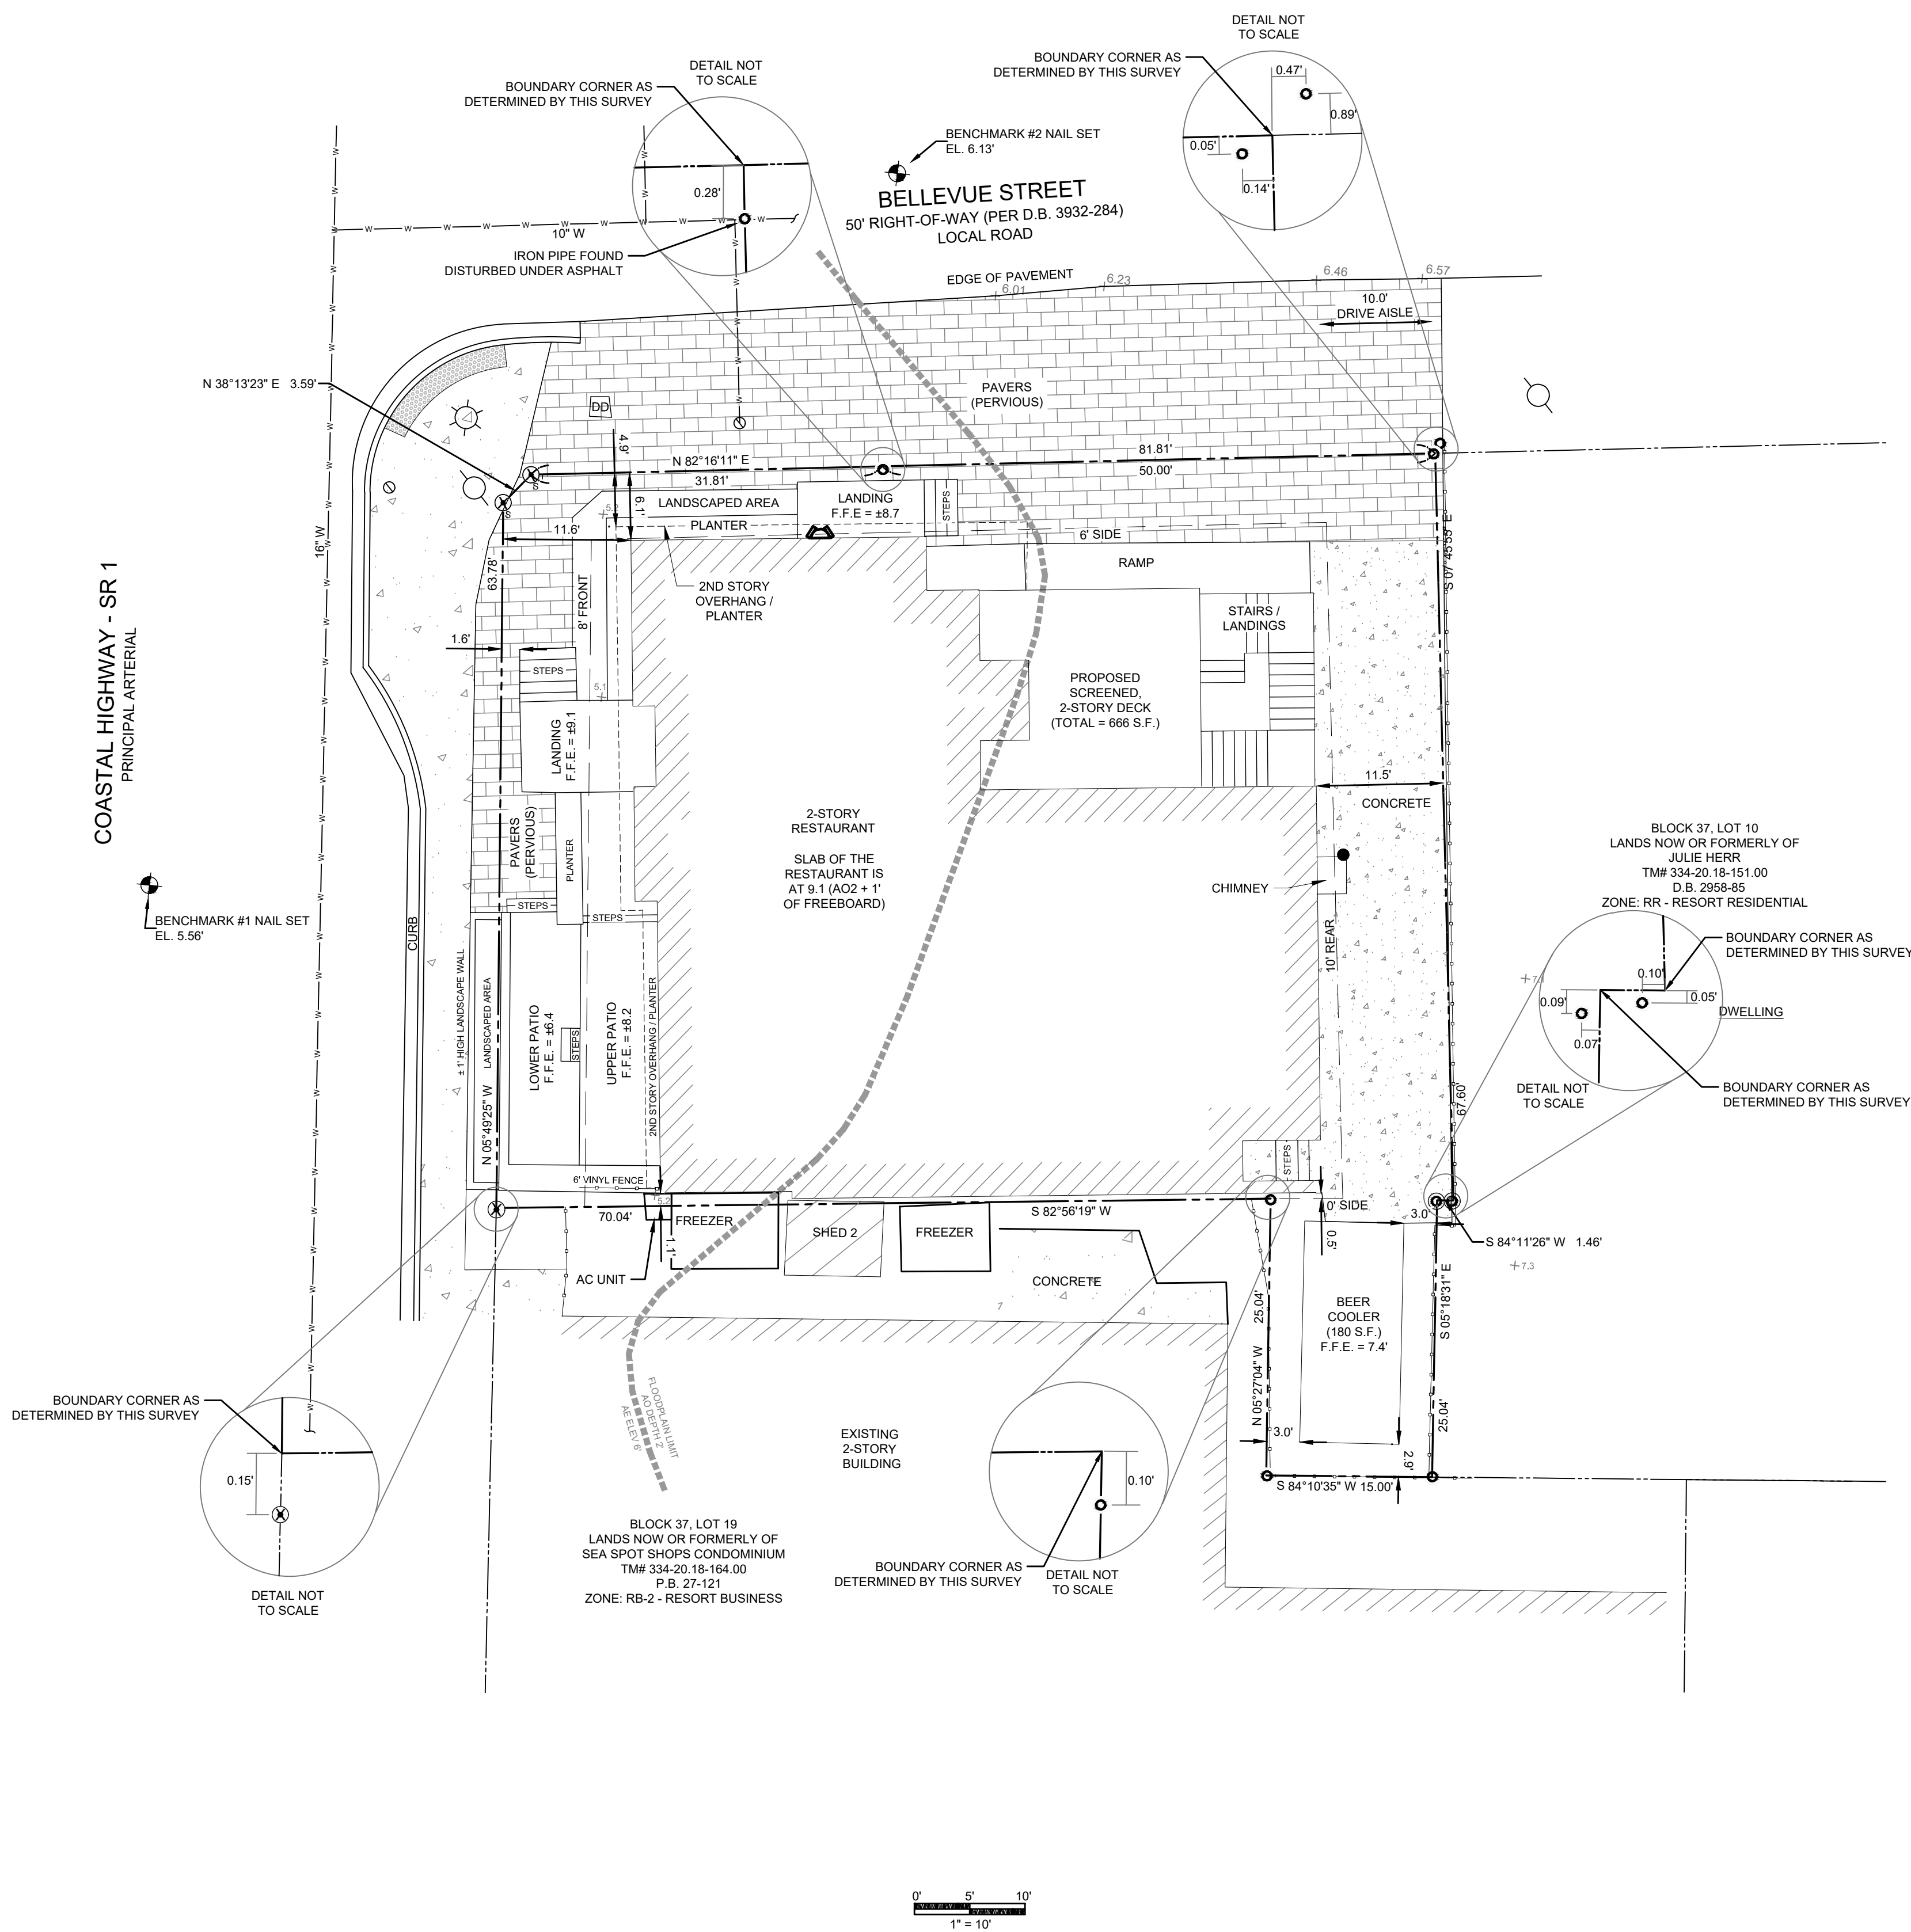 DETAIL NOT
TO SCALE
BOUNDARY CORNER AS
DETERMINED BY THIS SURVEY
0.47'
0.89'
0.05'
0.14'
DETAIL NOT
TO SCALE
BOUNDARY CORNER AS
DETERMINED BY THIS SURVEY
0.28'
IRON PIPE FOUND
DISTURBED UNDER ASPHALT
10" W
BENCHMARK #2 NAIL SET
EL. 6.13'
BELLEVUE STREET
50' RIGHT-OF-WAY (PER D.B. 3932-284)
LOCAL ROAD
EDGE OF PAVEMENT
6.01
6.23
6.46
6.57
10.0'
DRIVE AISLE
N 38°13'23" E 3.59'
PAVERS
(PERVIOUS)
DD
4.9'
N 82°16'11" E
31.81'
81.81'
50.00'
S
S
LANDSCAPED AREA
LANDING
F.F.E = ±8.7
STEPS
5.2
6.1'
PLANTER
11.6'
6' SIDE
RAMP
S 07°45'55" E
16" W
63.78'
8' FRONT
2ND STORY
OVERHANG /
PLANTER
STAIRS /
LANDINGS
COASTAL HIGHWAY - SR 1
PRINCIPAL ARTERIAL
1.6'
STEPS
5.1
PROPOSED
SCREENED,
2-STORY DECK
(TOTAL = 666 S.F.)
LANDING
F.F.E. = ±9.1
11.5'
CONCRETE
PAVERS
(PERVIOUS)
PLANTER
2-STORY
RESTAURANT
SLAB OF THE
RESTAURANT IS
AT 9.1 (AO2 + 1'
OF FREEBOARD)
CHIMNEY
BLOCK 37, LOT 10
LANDS NOW OR FORMERLY OF
JULIE HERR
TM# 334-20.18-151.00
D.B. 2958-85
ZONE: RR - RESORT RESIDENTIAL
BENCHMARK #1 NAIL SET
EL. 5.56'
STEPS
STEPS
CURB
10' REAR
BOUNDARY CORNER AS
DETERMINED BY THIS SURVEY
0.10'
0.09'
0.05'
DWELLING
0.07'
DETAIL NOT
TO SCALE
BOUNDARY CORNER AS
DETERMINED BY THIS SURVEY
± 1' HIGH LANDSCAPE WALL
LANDSCAPED AREA
N 05°49'25" W
LOWER PATIO
F.F.E. = ±6.4
STEPS
UPPER PATIO
F.F.E. = ±8.2
2ND STORY OVERHANG / PLANTER
67.60'
STEPS
6' VINYL FENCE
5.2
70.04'
FREEZER
SHED 2
FREEZER
S 82°56'19" W
0' SIDE
3.0'
0.5'
S 84°11'26" W 1.46'
7.3
1.1'
AC UNIT
CONCRETE
7
25.04'
N 05°27'04" W
BEER
COOLER
(180 S.F.)
F.F.E. = 7.4'
S 05°18'31" E
25.04'
3.0'
2.9'
S 84°10'35" W 15.00'
FLOODPLAIN LIMIT
AO DEPTH 2'
AE ELEV 6'
EXISTING
2-STORY
BUILDING
BOUNDARY CORNER AS
DETERMINED BY THIS SURVEY
0.15'
DETAIL NOT
TO SCALE
BLOCK 37, LOT 19
LANDS NOW OR FORMERLY OF
SEA SPOT SHOPS CONDOMINIUM
TM# 334-20.18-164.00
P.B. 27-121
ZONE: RB-2 - RESORT BUSINESS
0.10'
BOUNDARY CORNER AS
DETERMINED BY THIS SURVEY
DETAIL NOT
TO SCALE
0' 5' 10'
1" = 10'